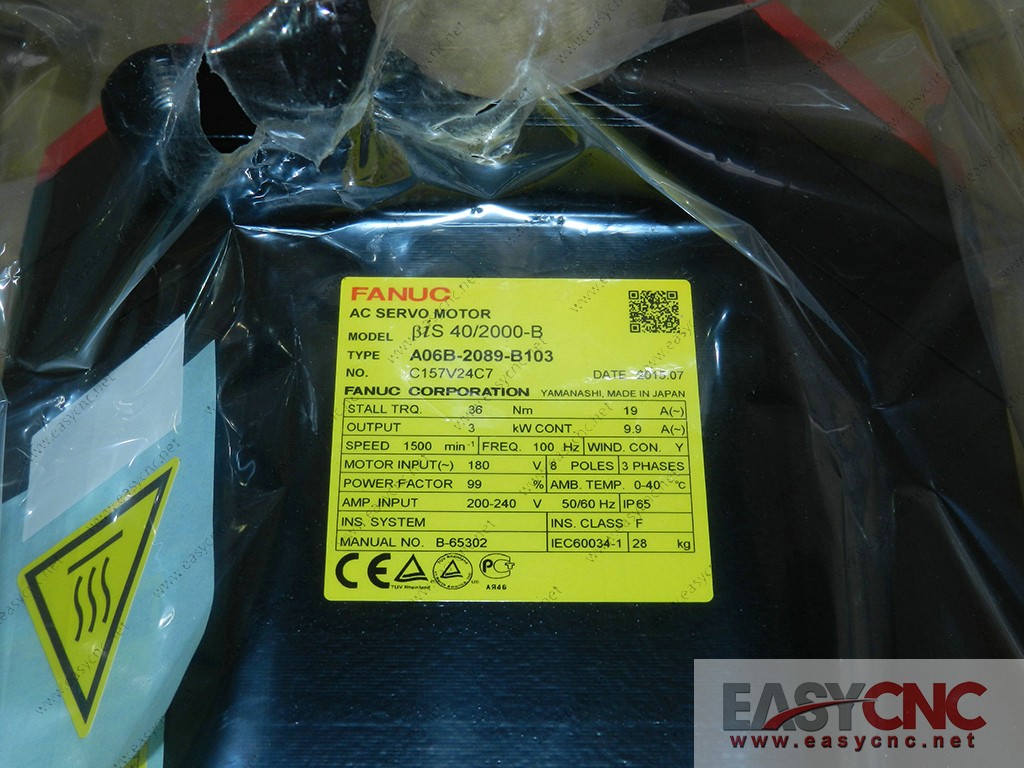 FANUC
AC SERVO MOTOR
MODEL βiS 40/2000-B
TYPE A06B-2089-B103
NO. C157V24C7 DATE 2015.07
FANUC CORPORATION YAMANASHI, MADE IN JAPAN
STALL TRQ. 36 Nm 19 A(~)
OUTPUT 3 kW CONT. 9.9 A(~)
SPEED 1500 min⁻¹ FREQ. 100 Hz WIND. CON. Y
MOTOR INPUT(~) 180 V 8 POLES 3 PHASES
POWER FACTOR 99 % AMB. TEMP. 0-40 °C
AMP. INPUT 200-240 V 50/60 Hz IP65
INS. SYSTEM INS. CLASS F
MANUAL NO. B-65302 IEC60034-1 28 kg
CE TUV Rheinland PCT
AЯ46
EASYCNC
www.easycnc.net